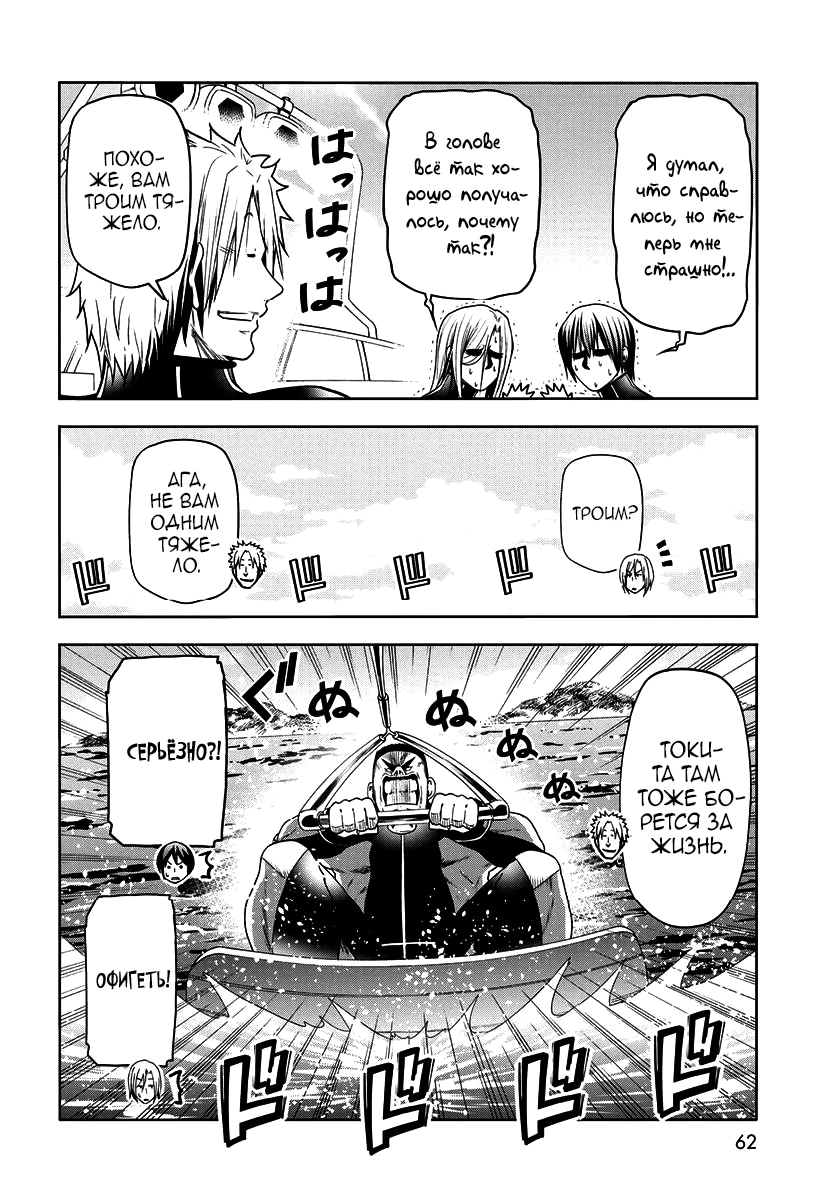 Я думал,
что справ-
люсь, но те-
перь мне
страшно!..
В голове
всё так хо-
рошо получа-
лось, почему
так?!
はっはっは
ПОХО-
ЖЕ, ВАМ
ТРОИМ ТЯ-
ЖЕЛО.
ТРОИМ?
АГА,
НЕ ВАМ
ОДНИМ
ТЯЖЕ-
ЛО.
ド
ド
ド
ド
ド
ド
ド
ТОКИ-
ТА ТАМ
ТОЖЕ БО-
РЕТСЯ ЗА
ЖИЗНЬ.
ぐぬぬぬぬぬ
СЕРЬЁЗНО?!
ОФИГЕТЬ!
ド
ド
ド
ド
62